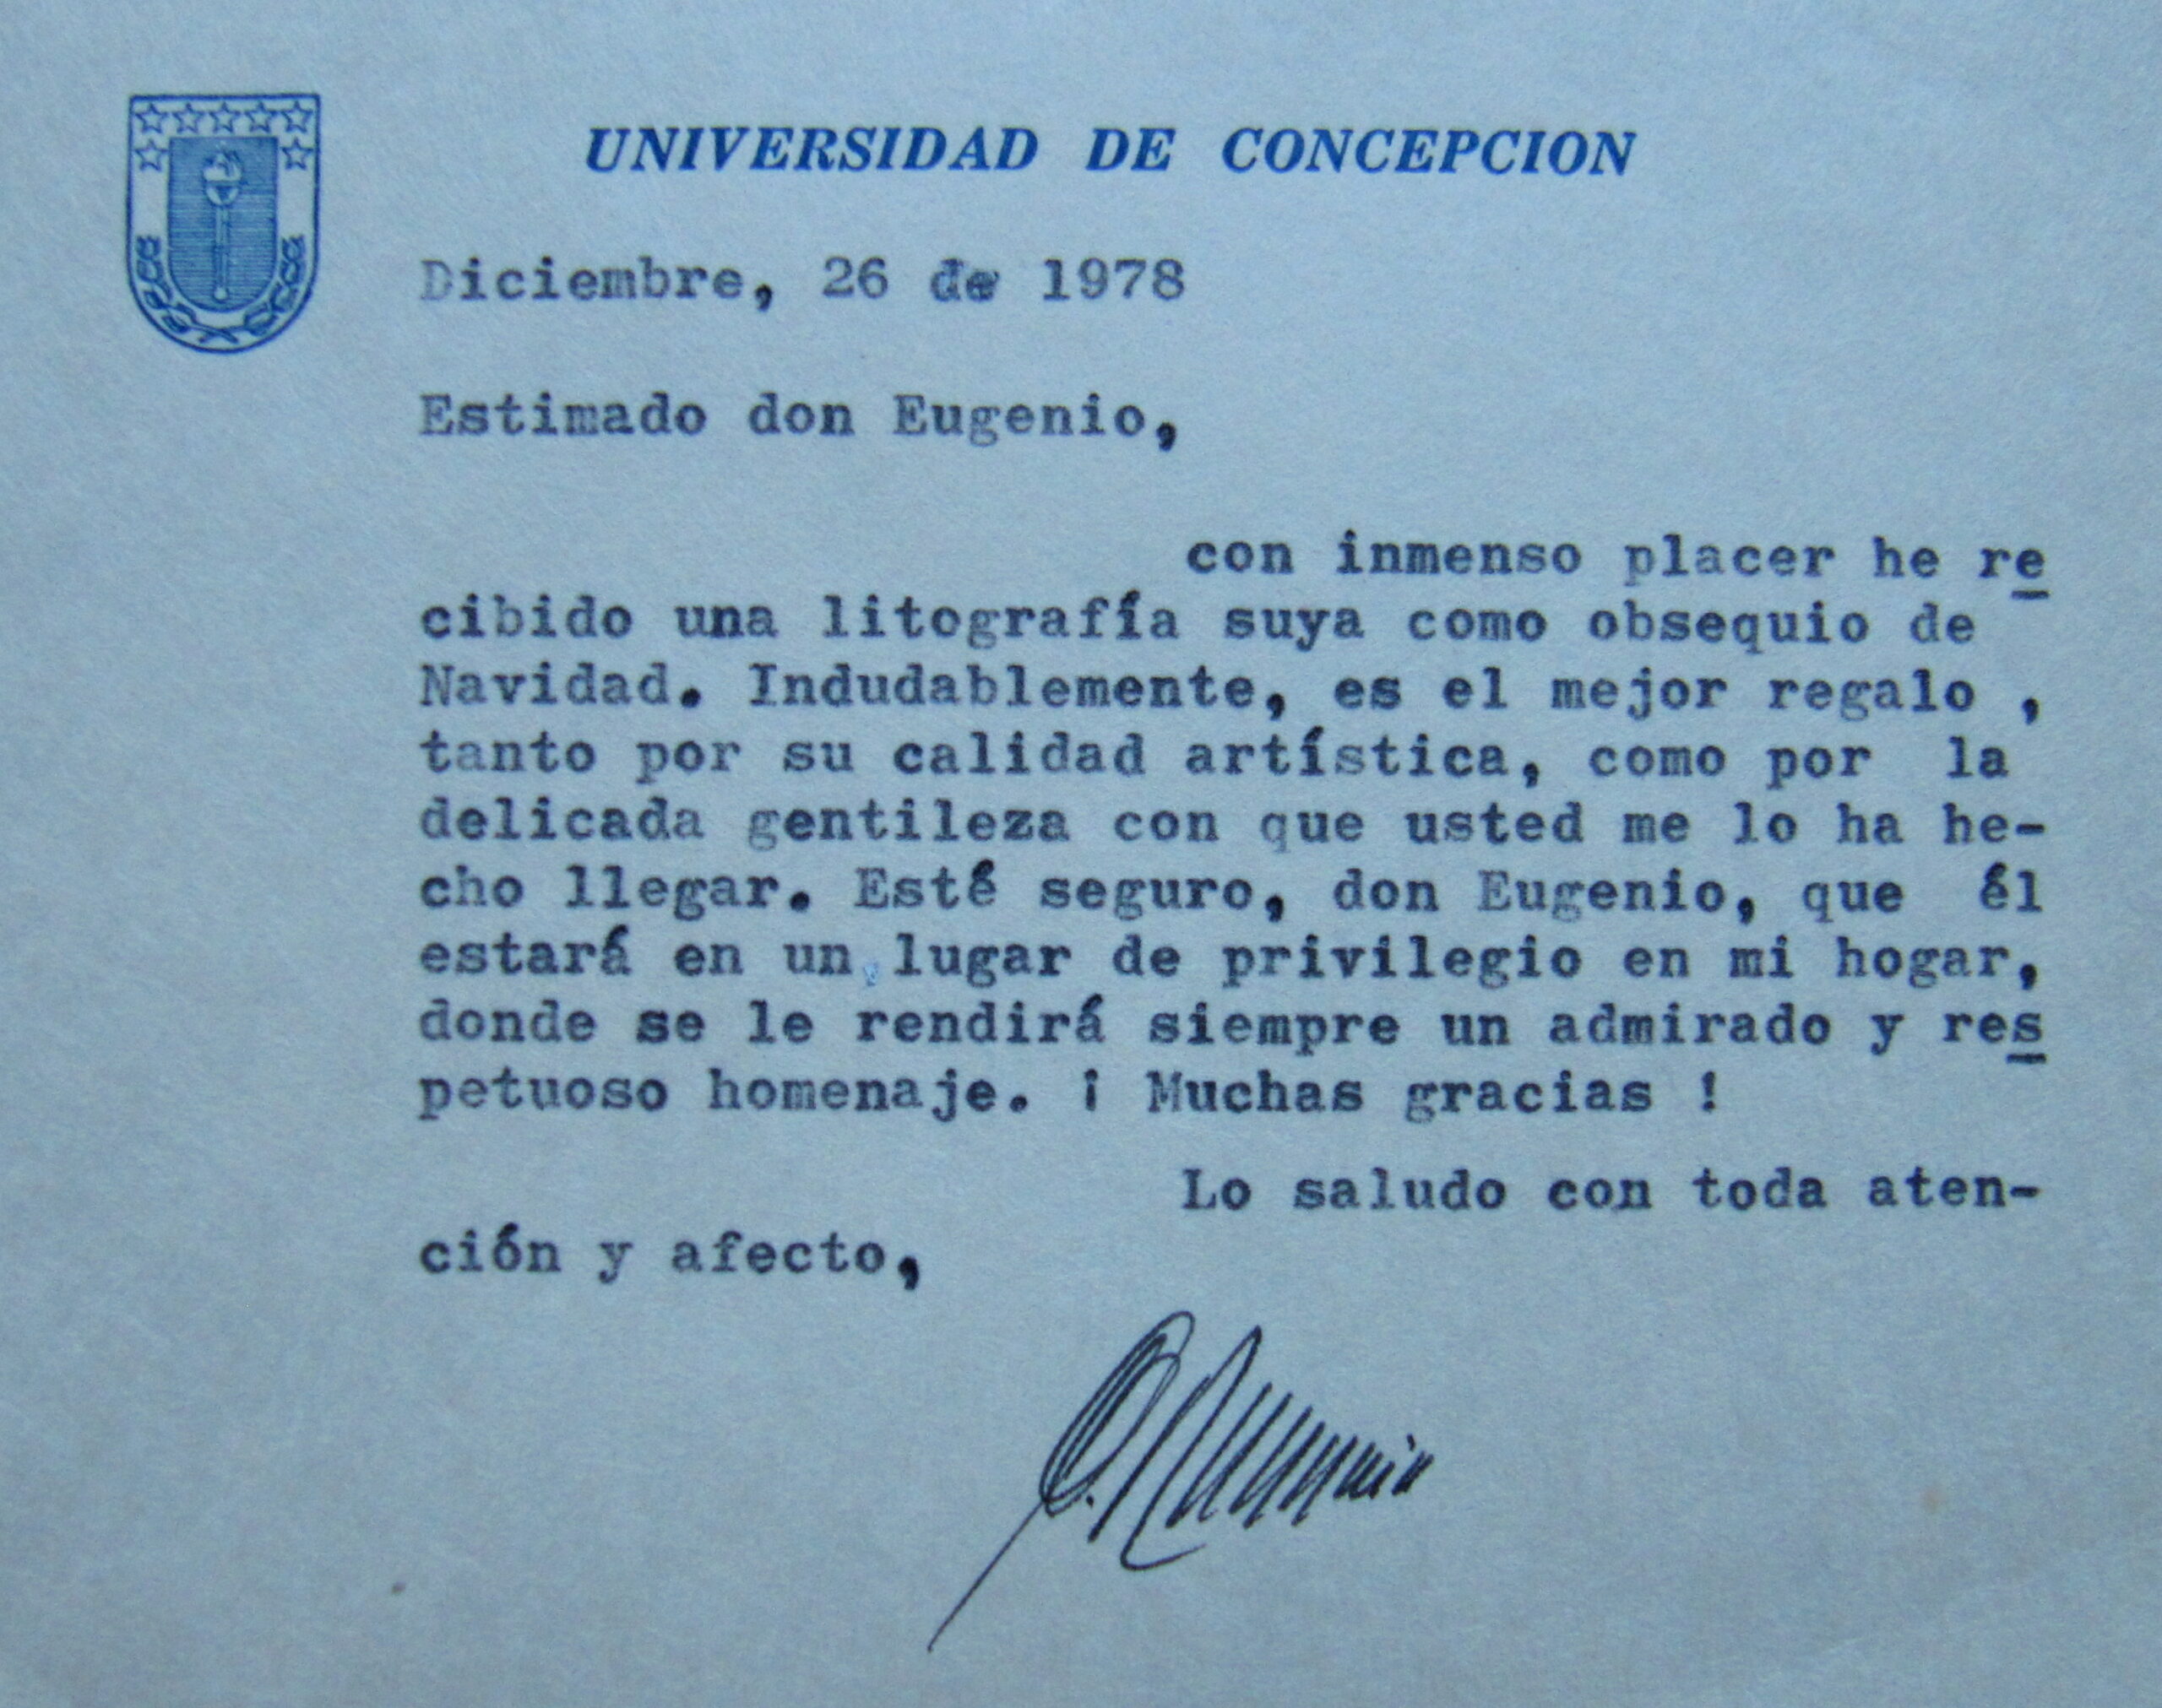 UNIVERSIDAD DE CONCEPCION
Diciembre, 26 de 1978
Estimado don Eugenio,
con inmenso placer he re
cibido una litografía suya como obsequio de
Navidad. Indudablemente, es el mejor regalo ,
tanto por su calidad artística, como por la
delicada gentileza con que usted me lo ha he-
cho llegar. Esté seguro, don Eugenio, que él
estará en un lugar de privilegio en mi hogar,
donde se le rendirá siempre un admirado y res
petuoso homenaje. ¡ Muchas gracias !
Lo saludo con toda aten-
ción y afecto,